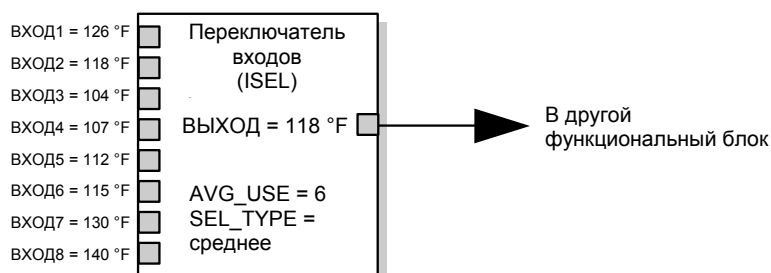 ВХОД1 = 126 °F
ВХОД2 = 118 °F
ВХОД3 = 104 °F
ВХОД4 = 107 °F
ВХОД5 = 112 °F
ВХОД6 = 115 °F
ВХОД7 = 130 °F
ВХОД8 = 140 °F
Переключатель
входов
(ISEL)
ВЫХОД = 118 °F
AVG_USE = 6
SEL_TYPE =
среднее
В другой
функциональный блок